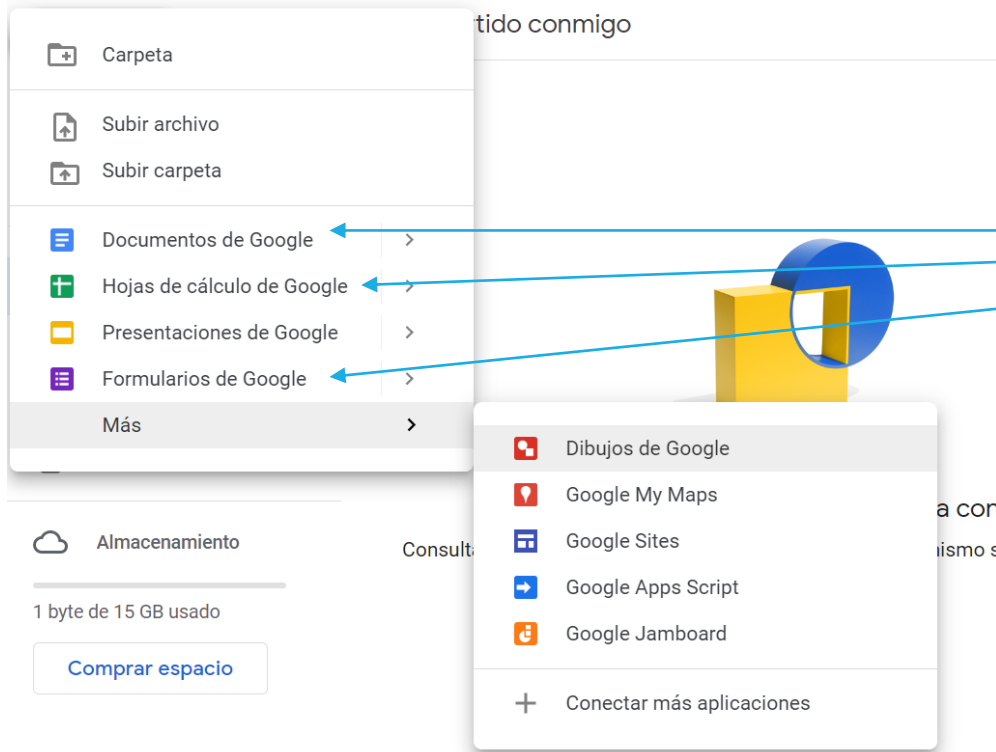 tido conmigo
Carpeta
Subir archivo
Subir carpeta
Documentos de Google
Hojas de cálculo de Google
Presentaciones de Google
Formularios de Google
Más
Dibujos de Google
Google My Maps
Google Sites
Google Apps Script
Google Jamboard
Conectar más aplicaciones
a con
Consult
ismo s
Almacenamiento
1 byte de 15 GB usado
Comprar espacio